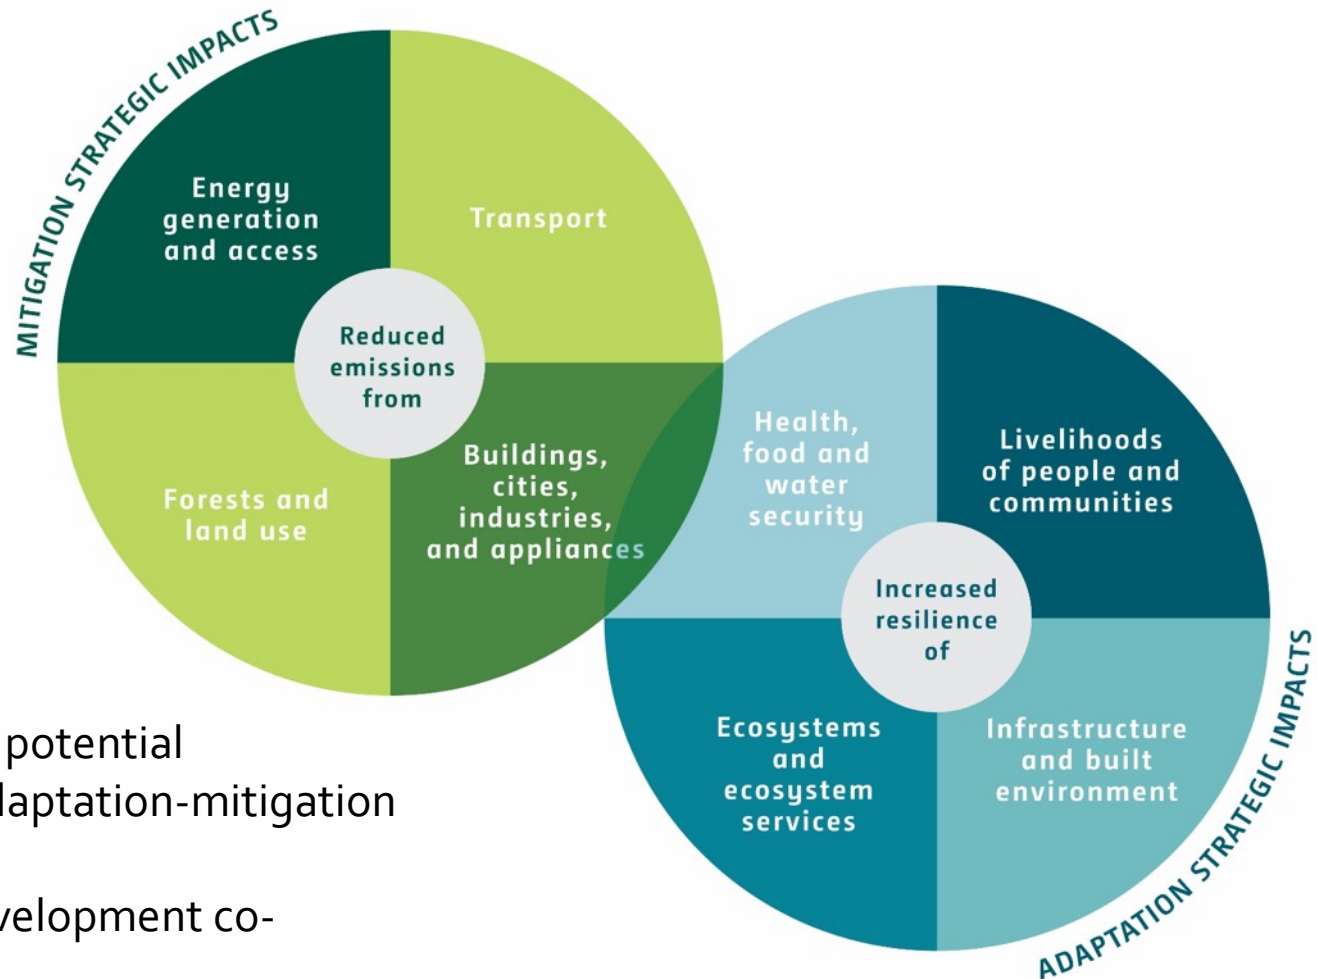 MITIGATION STRATEGIC IMPACTS
Energy
generation
and access
Transport
Reduced
emissions
from
Forests and
land use
Buildings,
cities,
industries,
and appliances
Health,
food and
water
security
Livelihoods
of people and
communities
Increased
resilience
of
Ecosystems
and
ecosystem
services
Infrastructure
and built
environment
ADAPTATION STRATEGIC IMPACTS
potential
laptation-mitigation
velopment co-